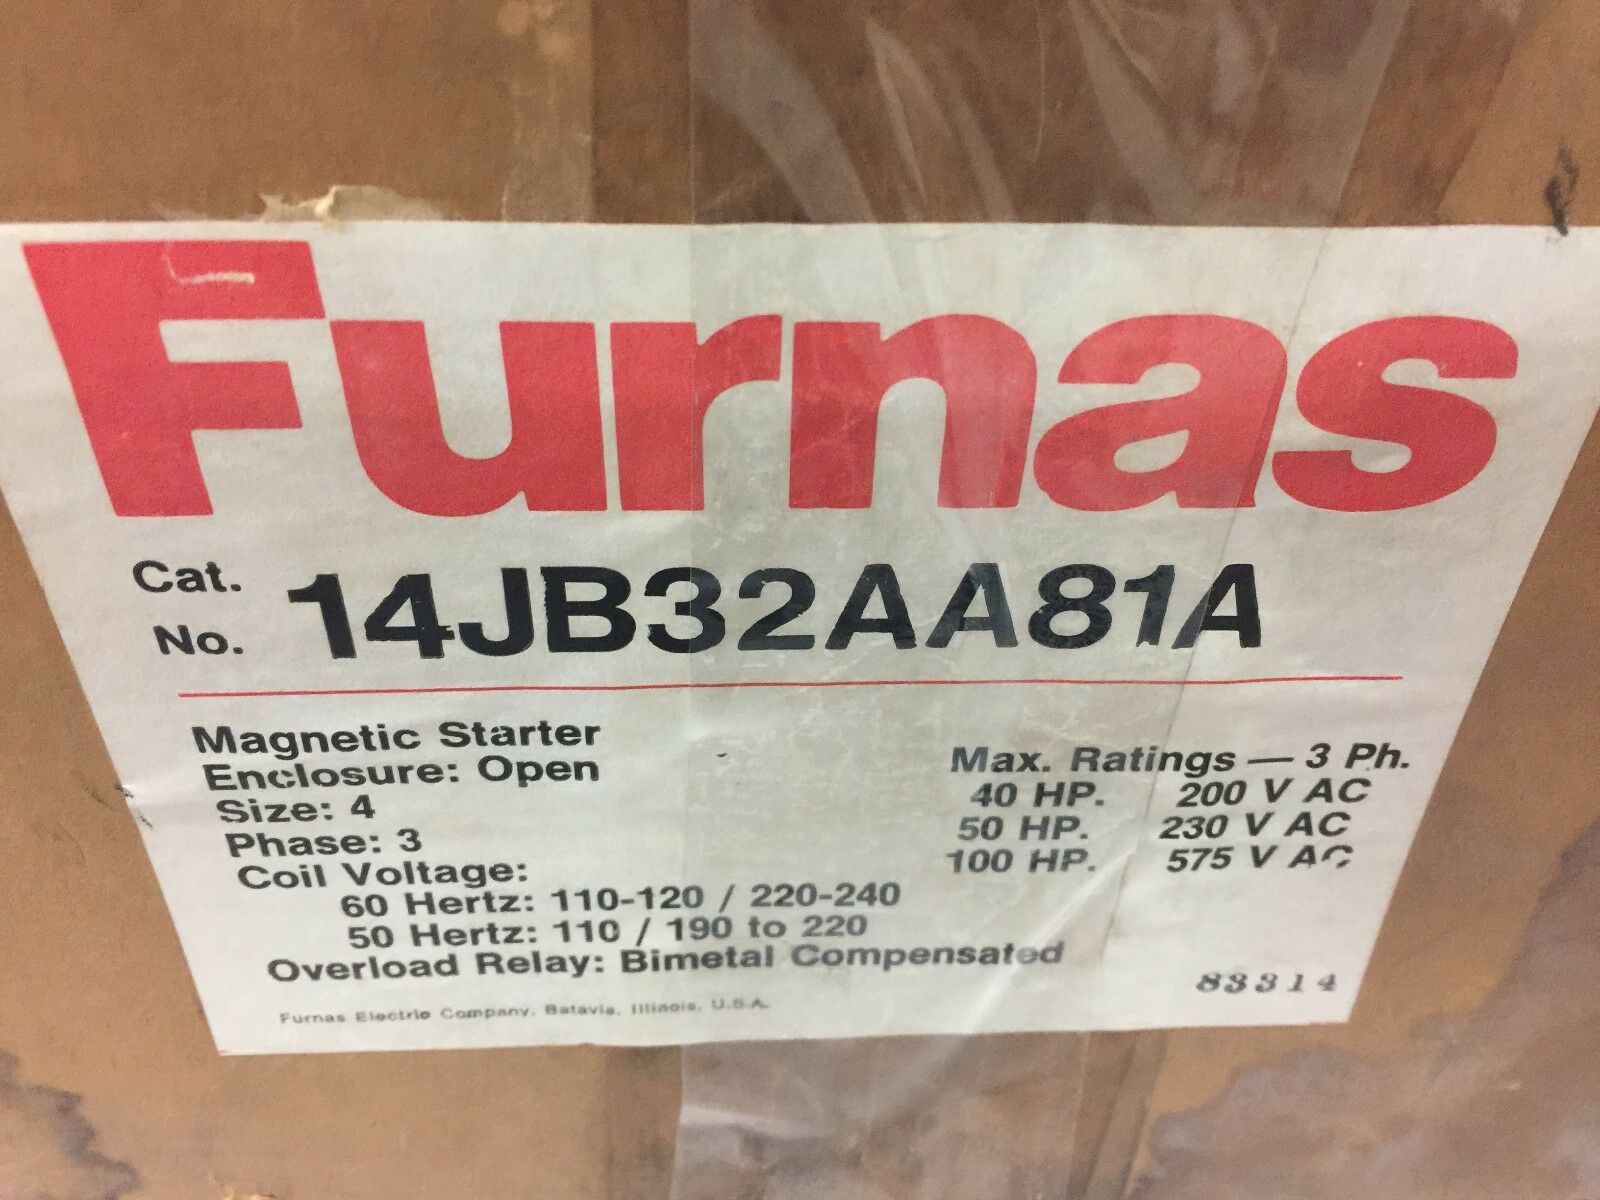 Furnas
Cat. No. 14JB32AA81A
Magnetic Starter
Enclosure: Open
Size: 4
Phase: 3
Coil Voltage:
60 Hertz: 110-120 / 220-240
50 Hertz: 110 / 190 to 220
Overload Relay: Bimetal Compensated
Max. Ratings — 3 Ph.
40 HP. 200 V AC
50 HP. 230 V AC
100 HP. 575 V AC
83314
Furnas Electric Company, Batavia, Illinois, U.S.A.